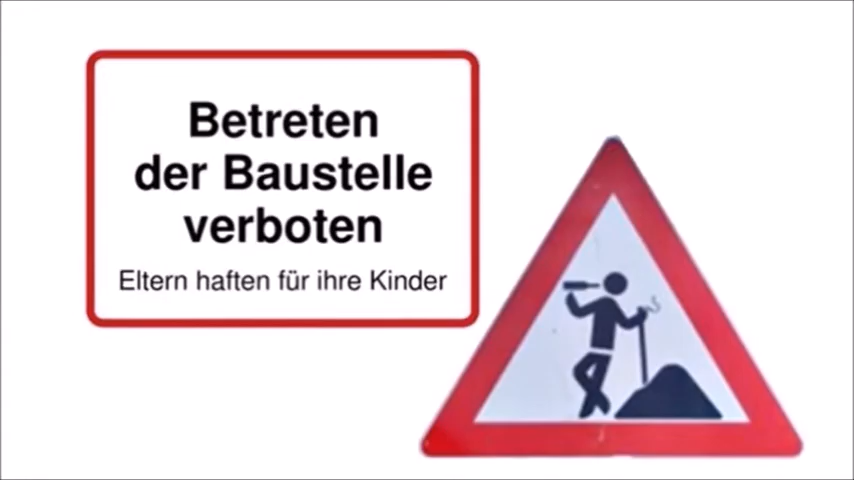 Betreten
der Baustelle
verboten
Eltern haften für ihre Kinder